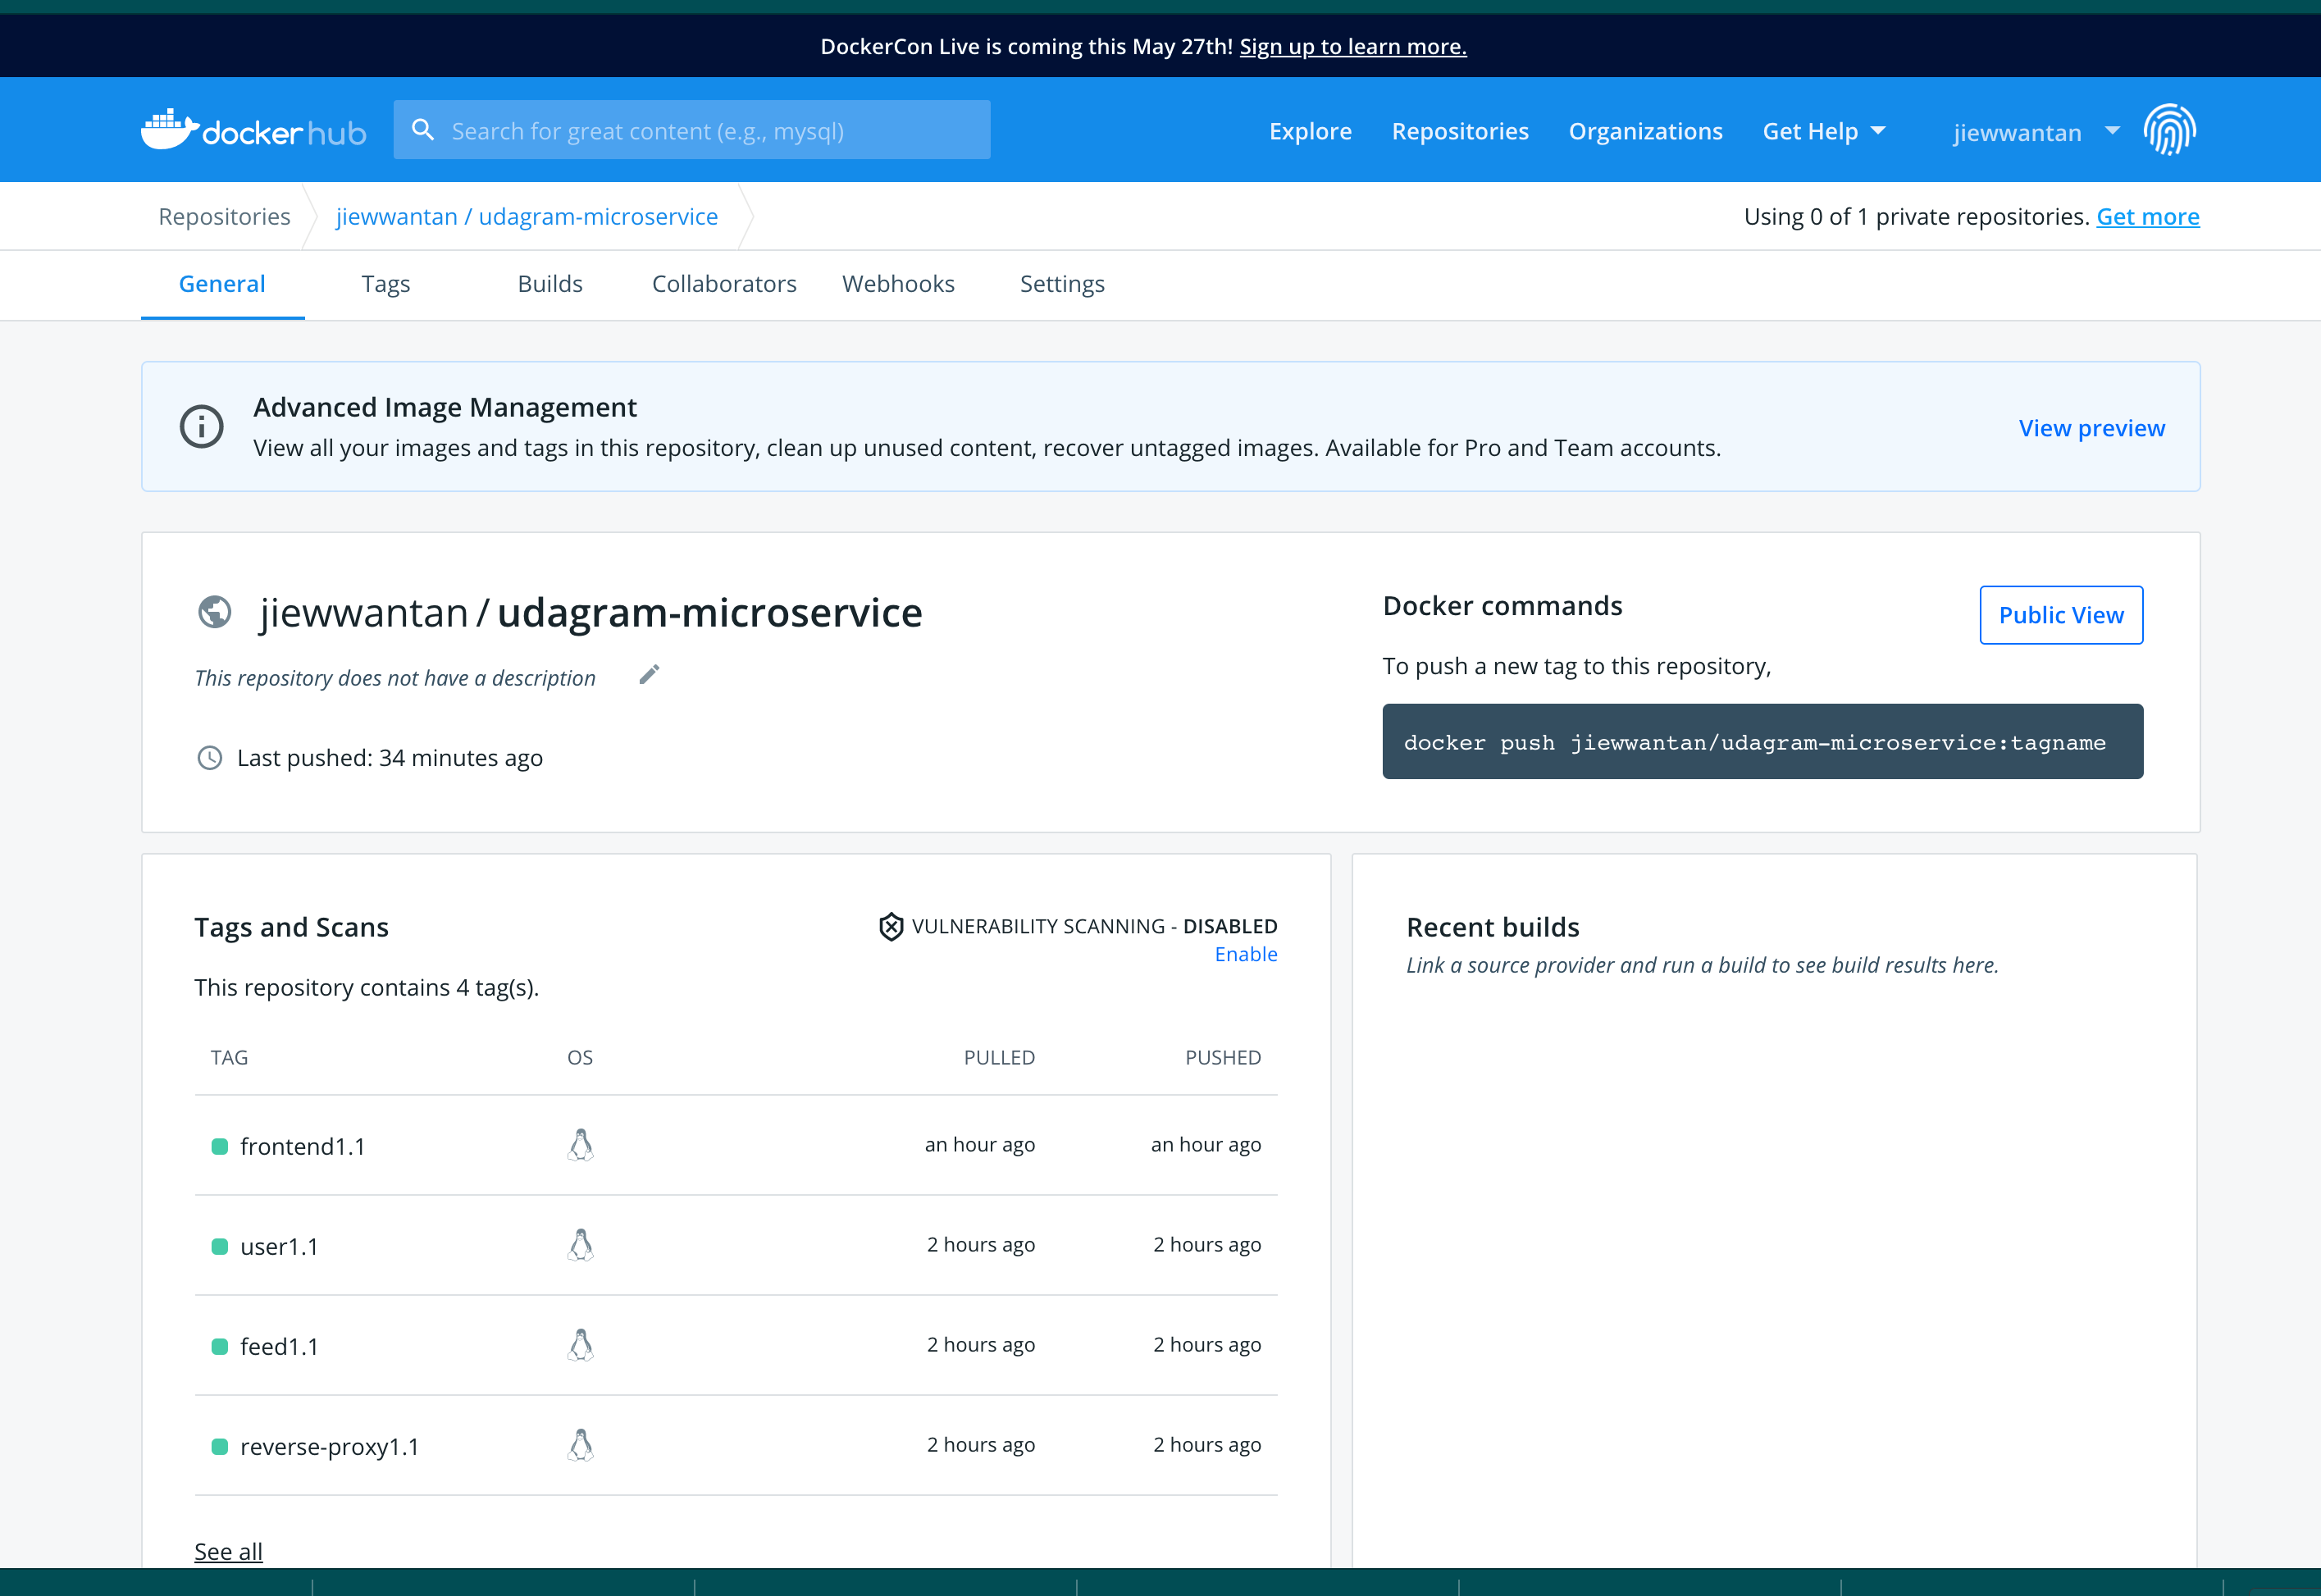 DockerCon Live is coming this May 27th! Sign up to learn more.
dockerhub
Search for great content (e.g., mysql)
Explore
Repositories
Organizations
Get Help
jiewwantan
Repositories
jiewwantan / udagram-microservice
Using 0 of 1 private repositories. Get more
General
Tags
Builds
Collaborators
Webhooks
Settings
Advanced Image Management
View all your images and tags in this repository, clean up unused content, recover untagged images. Available for Pro and Team accounts.
View preview
jiewwantan / udagram-microservice
This repository does not have a description
Last pushed: 34 minutes ago
Docker commands
Public View
To push a new tag to this repository,
docker push jiewwantan/udagram-microservice:tagname
Tags and Scans
VULNERABILITY SCANNING - DISABLED
Enable
This repository contains 4 tag(s).
TAG OS PULLED PUSHED
frontend1.1 an hour ago an hour ago
user1.1 2 hours ago 2 hours ago
feed1.1 2 hours ago 2 hours ago
reverse-proxy1.1 2 hours ago 2 hours ago
See all
Recent builds
Link a source provider and run a build to see build results here.